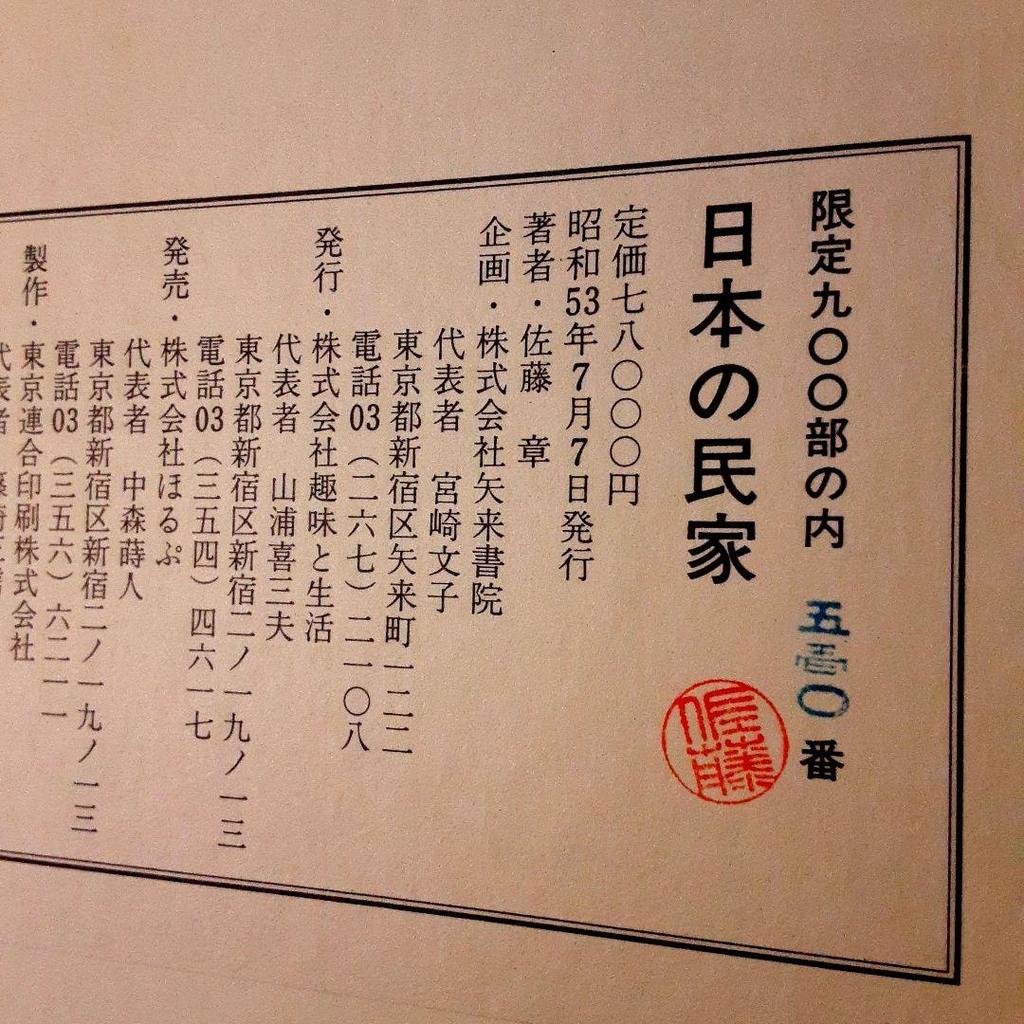 限定九〇〇部の内 五壱〇番
日本の民家
佐藤
定価七八〇〇〇円
昭和53年7月7日発行
著者・佐藤 章
企画・株式会社矢来書院
代表者 宮崎文子
東京都新宿区矢来町一二二
電話03(二六七)二一〇八
発行・株式会社趣味と生活
代表者 山浦喜三夫
東京都新宿区新宿二ノ一九ノ一三
電話03(三五四)四六一七
発売・株式会社ほるぷ
代表者 中森蒔人
東京都新宿区新宿二ノ一九ノ一三
電話03(三五六)六二一一
製作・東京連合印刷株式会社
代表者